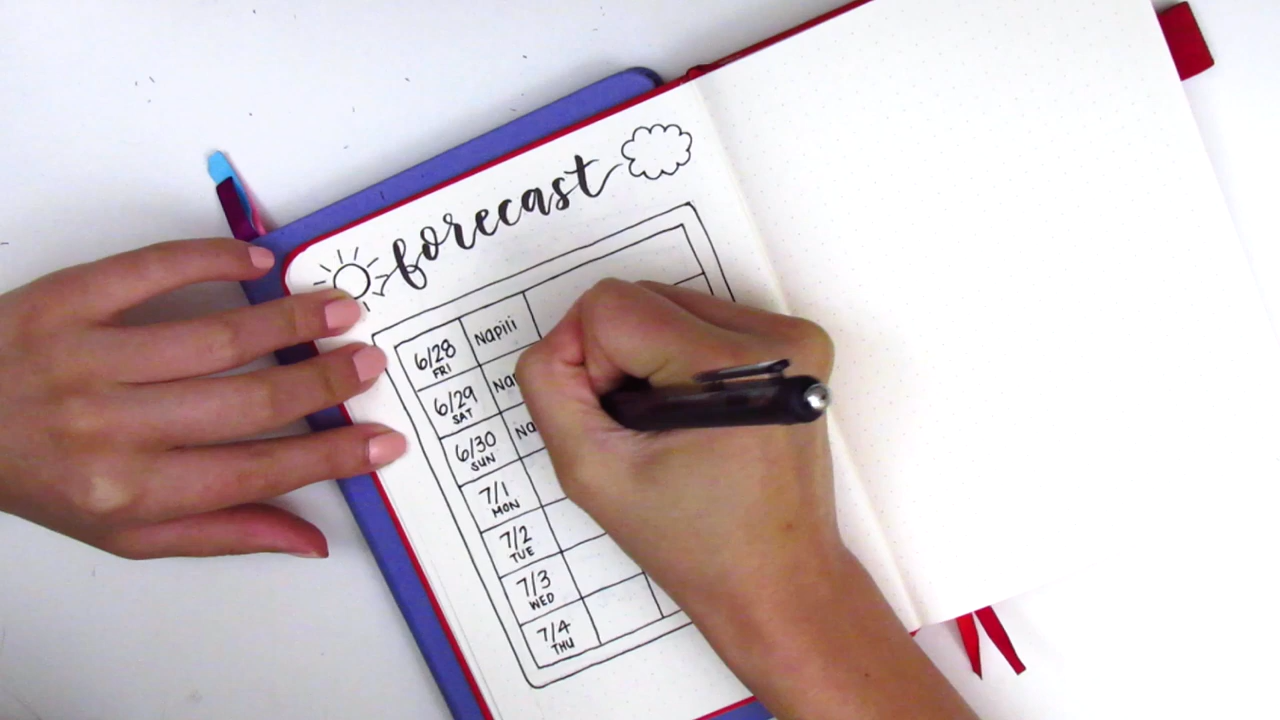 forecast
6/28 Napili
FRI
6/29
SAT
6/30
SUN
7/1
MON
7/2
TUE
7/3
WED
7/4
THU